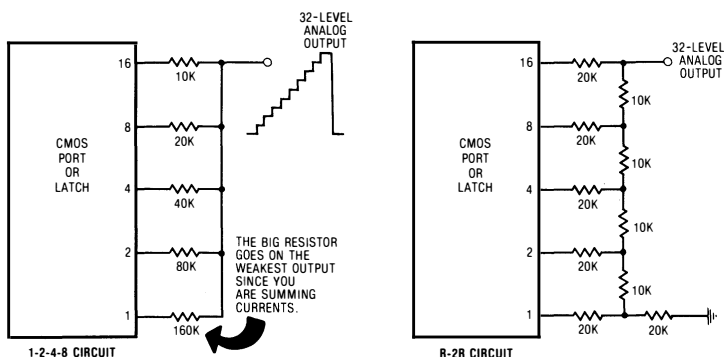 32-LEVEL
ANALOG
OUTPUT
16
10K
8
20K
CMOS
PORT
OR
LATCH
4
40K
2
80K
THE BIG RESISTOR
GOES ON THE
WEAKEST OUTPUT
SINCE YOU
ARE SUMMING
CURRENTS.
1
160K
1-2-4-8 CIRCUIT
32-LEVEL
ANALOG
OUTPUT
16
20K
10K
8
20K
CMOS
PORT
OR
LATCH
10K
4
20K
10K
2
20K
10K
1
20K
20K
R-2R CIRCUIT